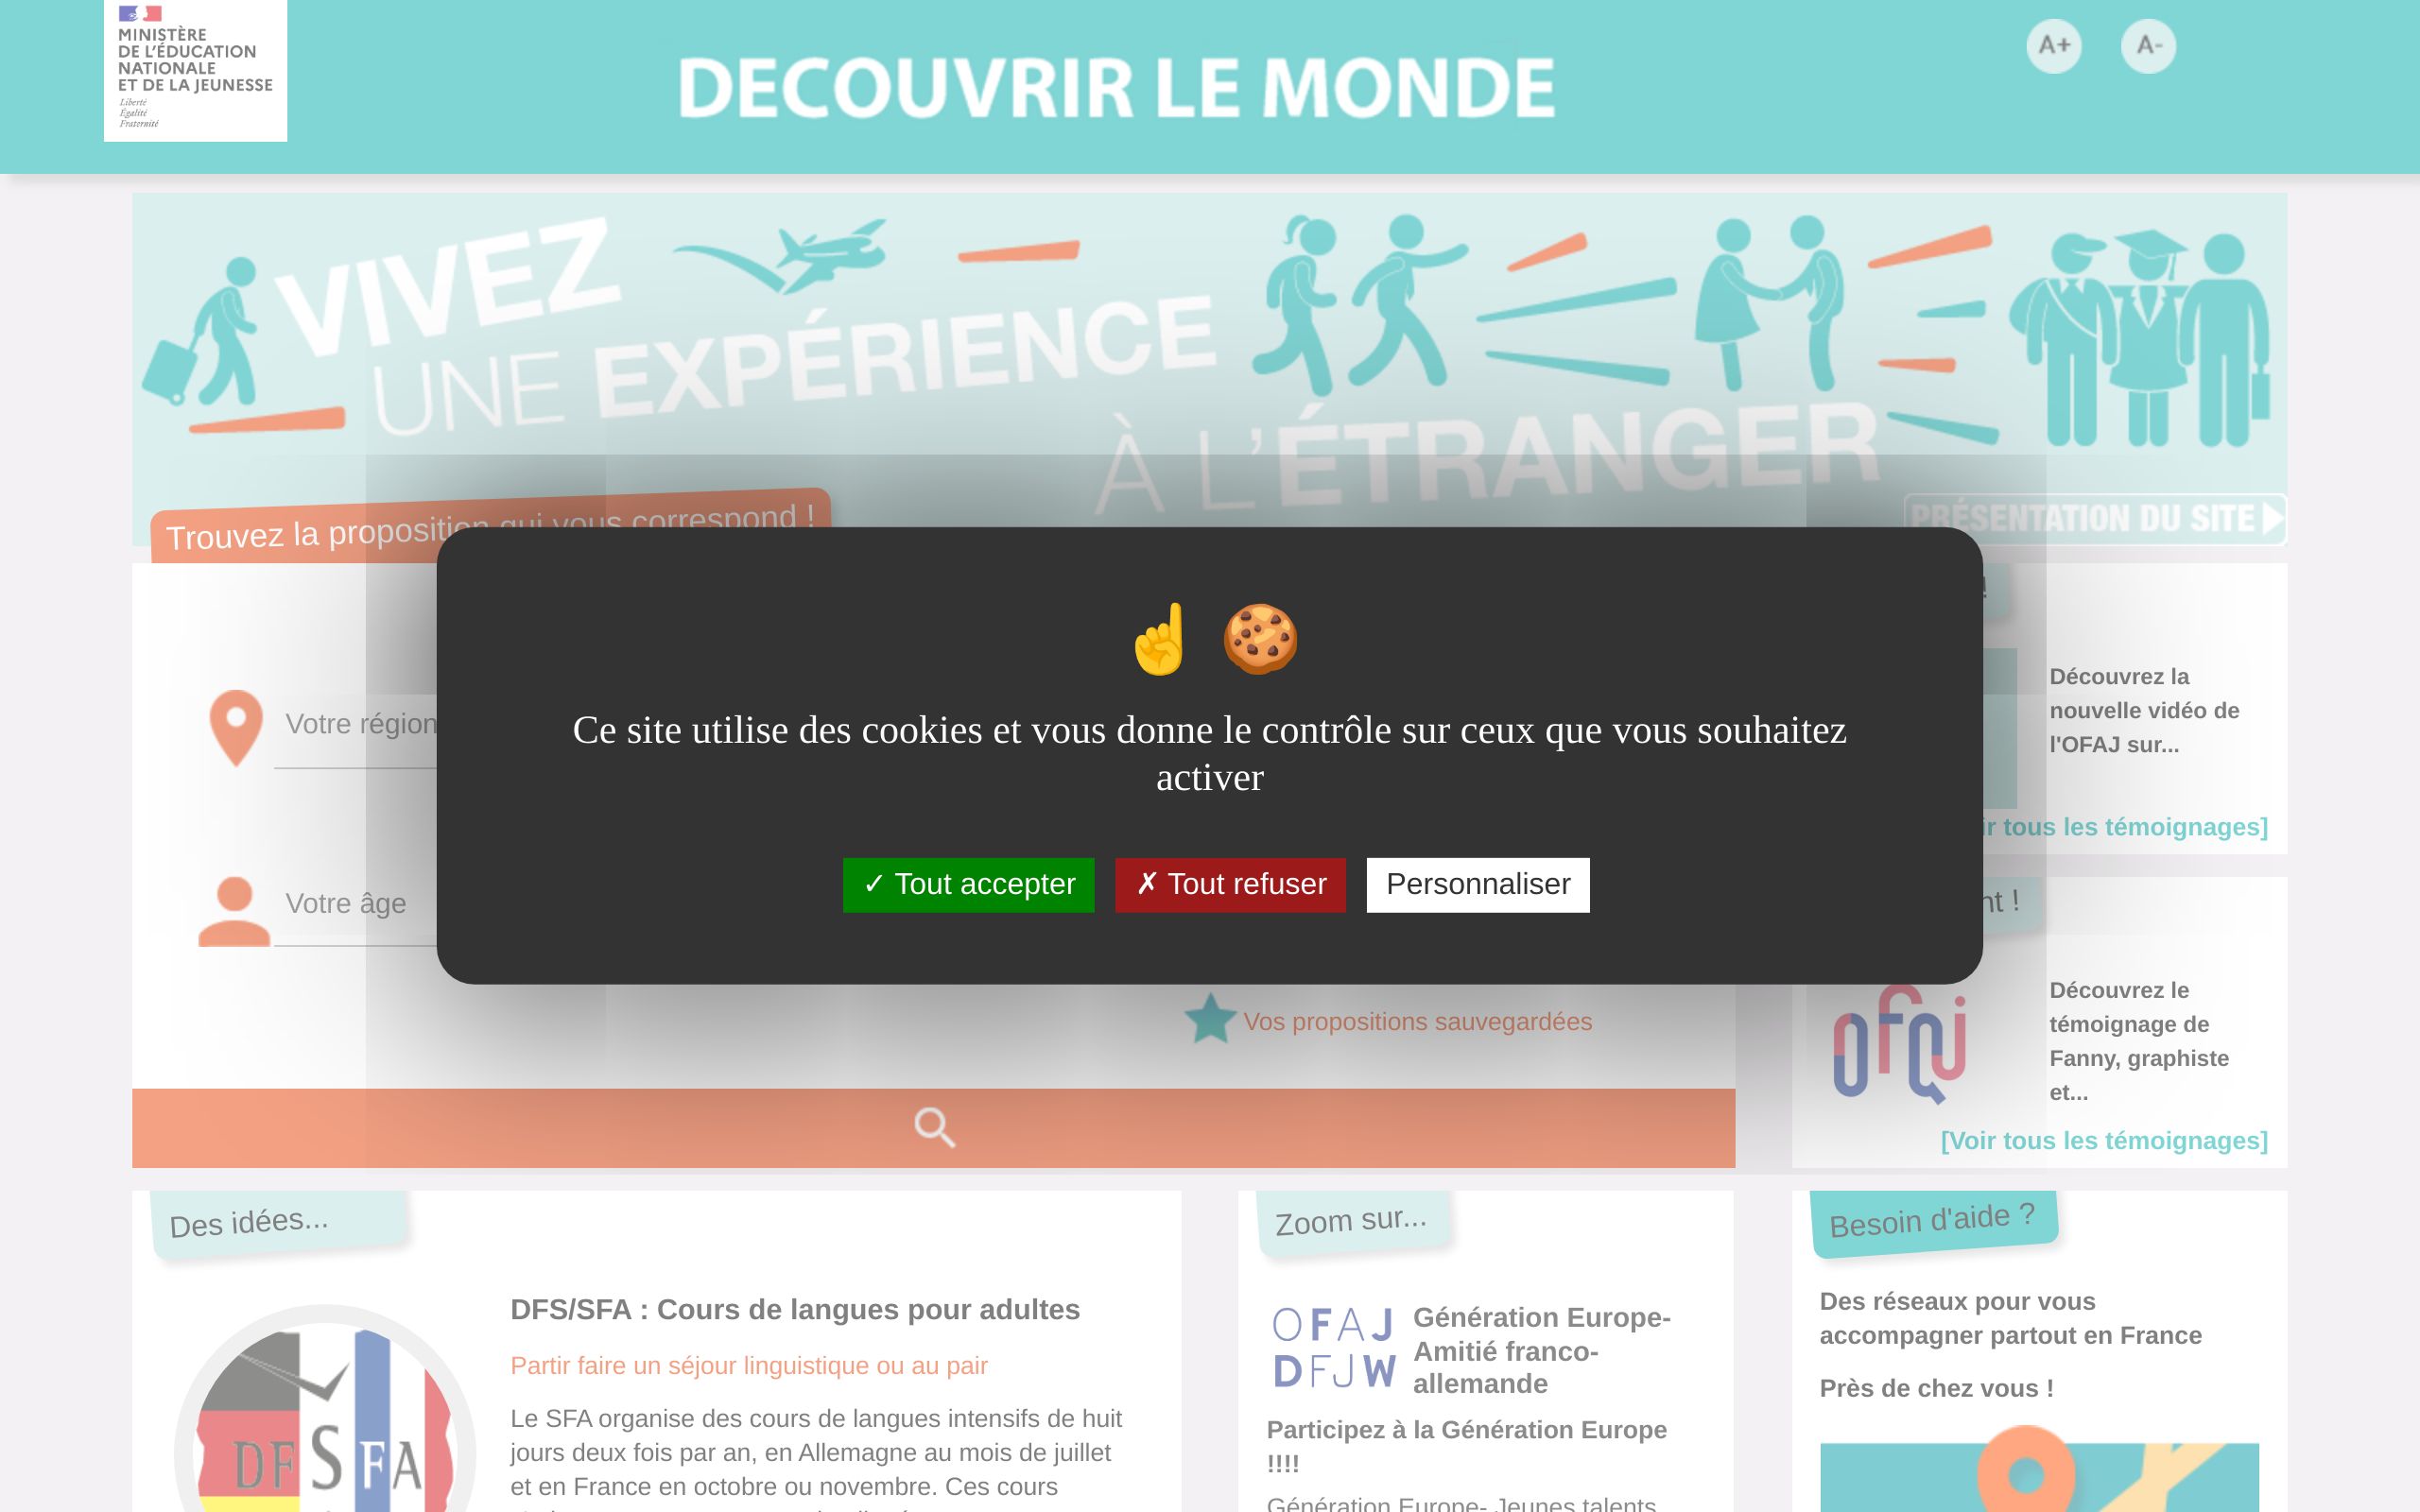 MINISTÈRE
DE L'ÉDUCATION
NATIONALE
ET DE LA JEUNESSE
Liberté
Égalité
Fraternité
DECOUVRIR LE MONDE
A+
A-
VIVEZ
UNE EXPÉRIENCE
À L'ÉTRANGER
Trouvez la proposition qui vous correspond !
PRÉSENTATION DU SITE
☝️ 🍪
Ce site utilise des cookies et vous donne le contrôle sur ceux que vous souhaitez
activer
✓ Tout accepter
✗ Tout refuser
Personnaliser
Votre région
Votre âge
Vos propositions sauvegardées
!
Découvrez la
nouvelle vidéo de
l'OFAJ sur...
tous les témoignages]
nt !
ofaj
Découvrez le
témoignage de
Fanny, graphiste
et...
[Voir tous les témoignages]
Des idées...
DFS/SFA : Cours de langues pour adultes
Partir faire un séjour linguistique ou au pair
Le SFA organise des cours de langues intensifs de huit
jours deux fois par an, en Allemagne au mois de juillet
et en France en octobre ou novembre. Ces cours
DFSFA
Zoom sur...
OFAJ
DFJW
Génération Europe-
Amitié franco-
allemande
Participez à la Génération Europe
!!!!
Génération Europe- Jeunes talents
Besoin d'aide ?
Des réseaux pour vous
accompagner partout en France
Près de chez vous !